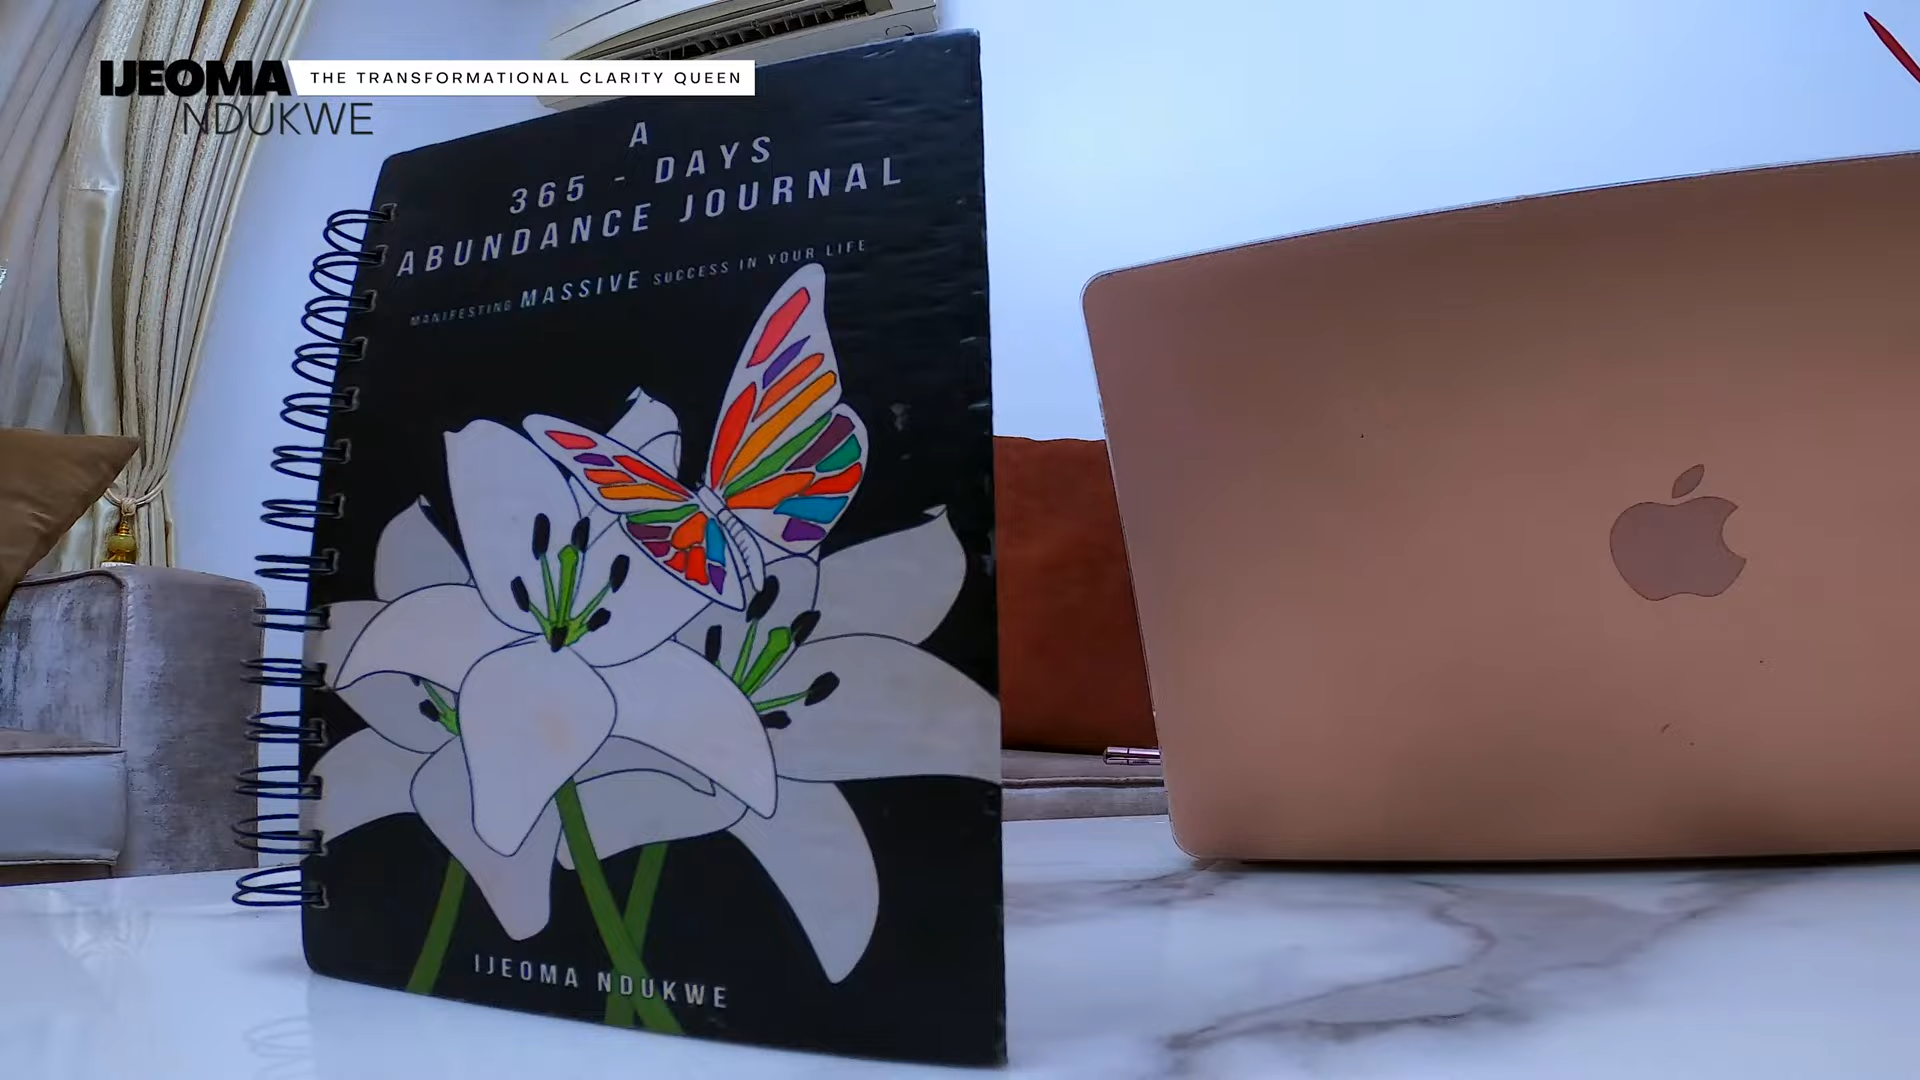 IJEOMA
NDUKWE
THE TRANSFORMATIONAL CLARITY QUEEN
A
365 - DAYS
ABUNDANCE JOURNAL
MANIFESTING MASSIVE SUCCESS IN YOUR LIFE
IJEOMA NDUKWE